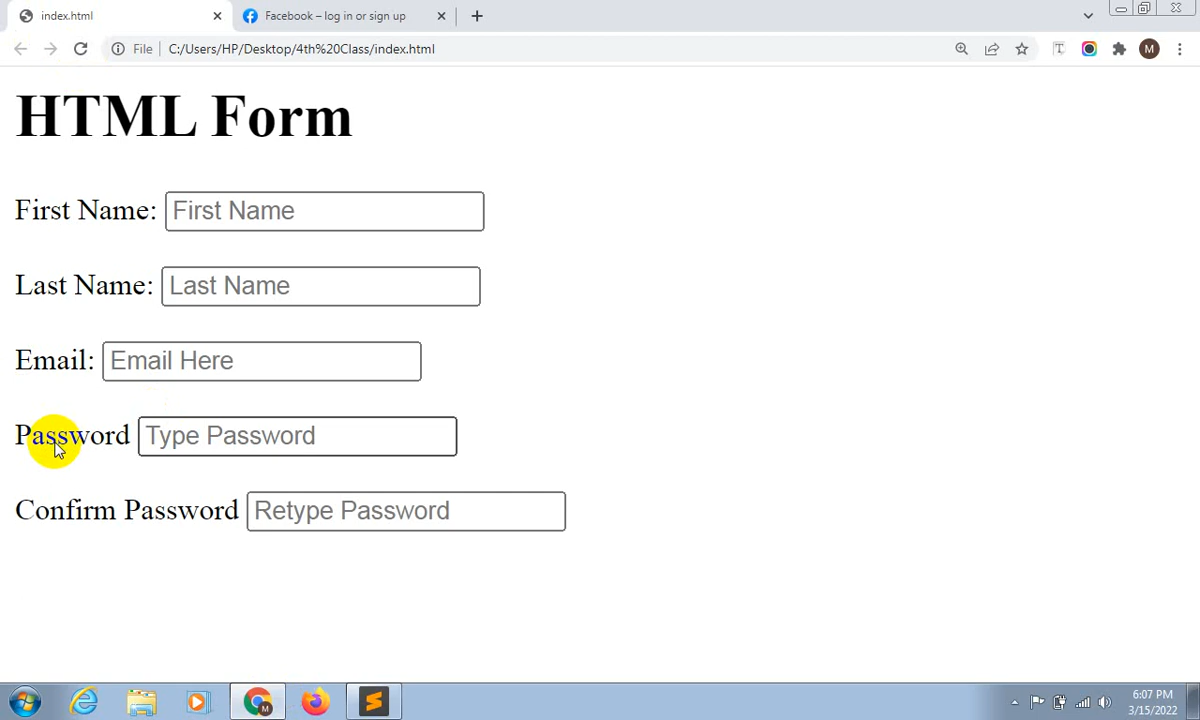 index.html
Facebook – log in or sign up
File
C:/Users/HP/Desktop/4th%20Class/index.html
M
HTML Form
First Name: First Name
Last Name: Last Name
Email: Email Here
Password Type Password
Confirm Password Retype Password
M
6:07 PM
3/15/2022